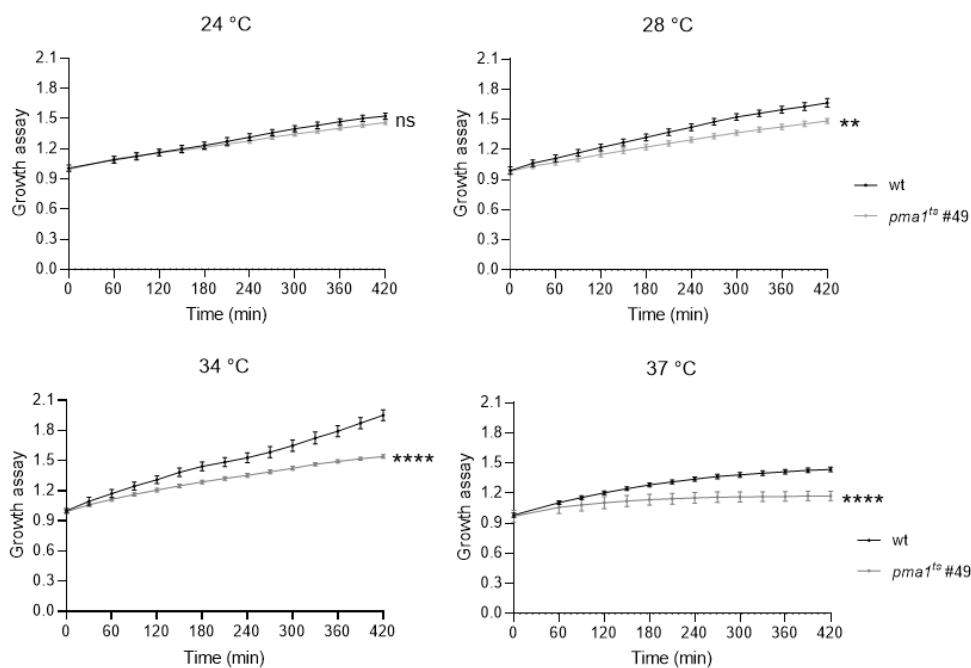 24 °C
2.1
1.8
1.5
1.2
0.9
0.6
0.3
0.0
Growth assay
ns
0 60 120 180 240 300 360 420
Time (min)
28 °C
2.1
1.8
1.5
1.2
0.9
0.6
0.3
0.0
Growth assay
**
0 60 120 180 240 300 360 420
Time (min)
wt
pma1ᵗˢ #49
34 °C
2.1
1.8
1.5
1.2
0.9
0.6
0.3
0.0
Growth assay
****
0 60 120 180 240 300 360 420
Time (min)
37 °C
2.1
1.8
1.5
1.2
0.9
0.6
0.3
0.0
Growth assay
****
0 60 120 180 240 300 360 420
Time (min)
wt
pma1ᵗˢ #49